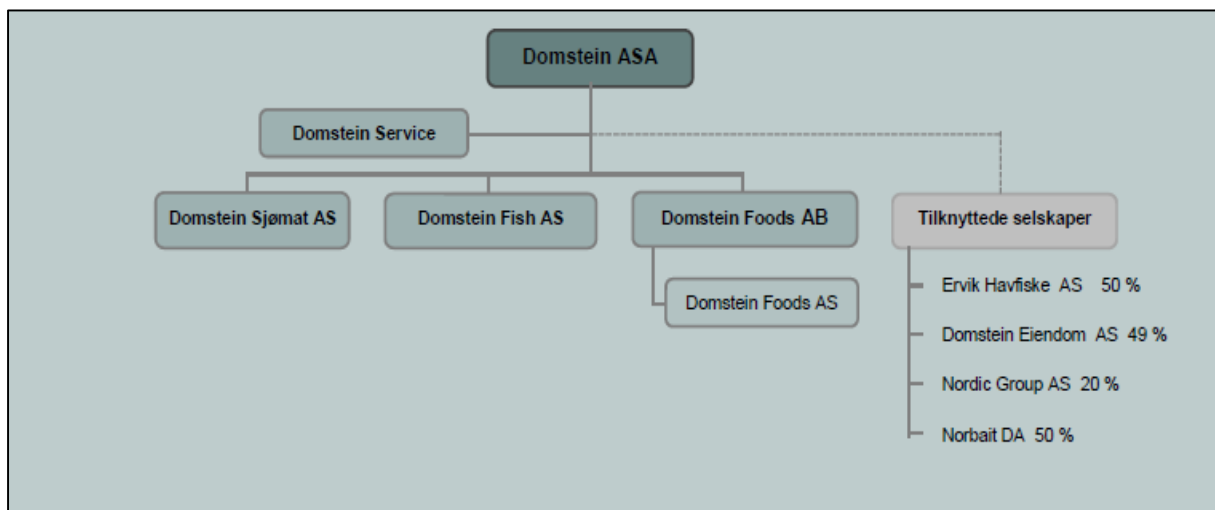 Domstein ASA
Domstein Service
Domstein Sjømat AS
Domstein Fish AS
Domstein Foods AB
Tilknyttede selskaper
Domstein Foods AS
Ervik Havfiske AS 50 %
Domstein Eiendom AS 49 %
Nordic Group AS 20 %
Norbait DA 50 %